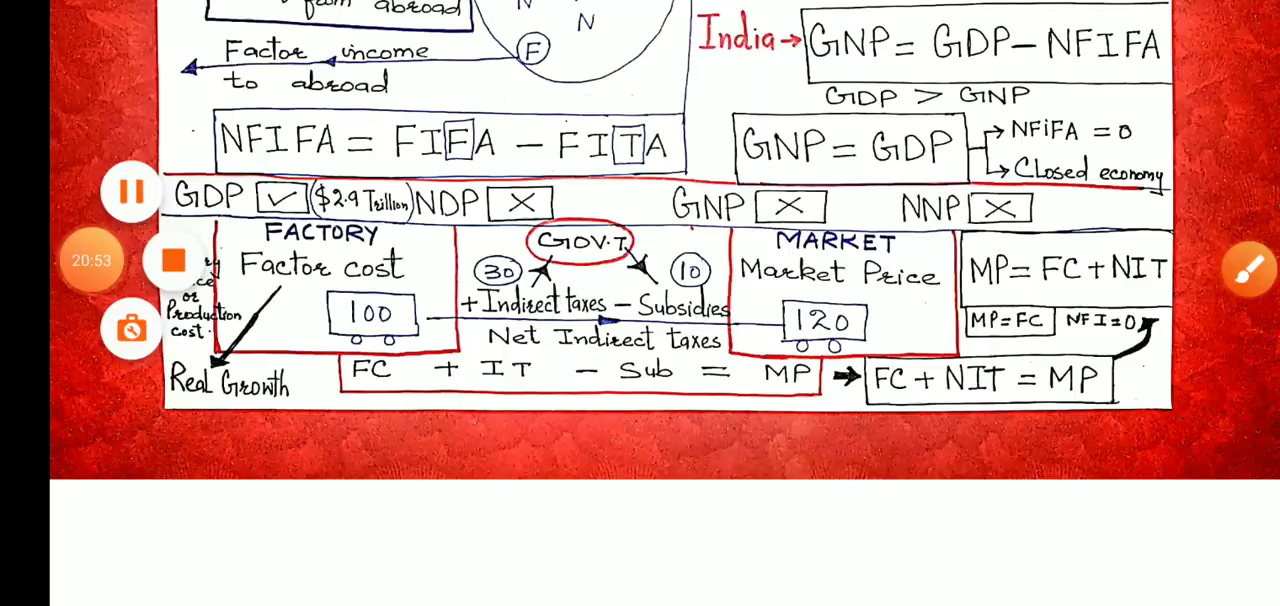 from abroad
N
N
F
Factor income
to abroad
NFIFA = FIFA - FITA
India → GNP = GDP - NFIFA
GDP > GNP
GNP = GDP
→ NFiFA = 0
→ Closed economy
GDP ✓ ($2.9 Trillion) NDP X GNP X NNP X
FACTORY
Factor cost
100
or
Production
cost.
Real Growth
GOVT
30
10
+ Indirect taxes - Subsidies
Net Indirect taxes
MARKET
Market Price
120
MP = FC + NIT
MP = FC NFI = 0
FC + IT - Sub = MP → FC + NIT = MP
20:53